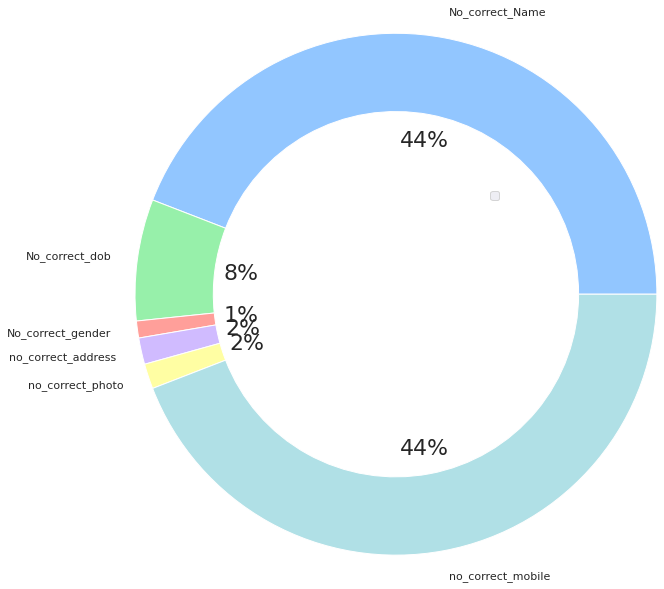 No_correct_Name
44%
No_correct_dob
8%
1%
No_correct_gender
2%
no_correct_address
2%
no_correct_photo
44%
no_correct_mobile